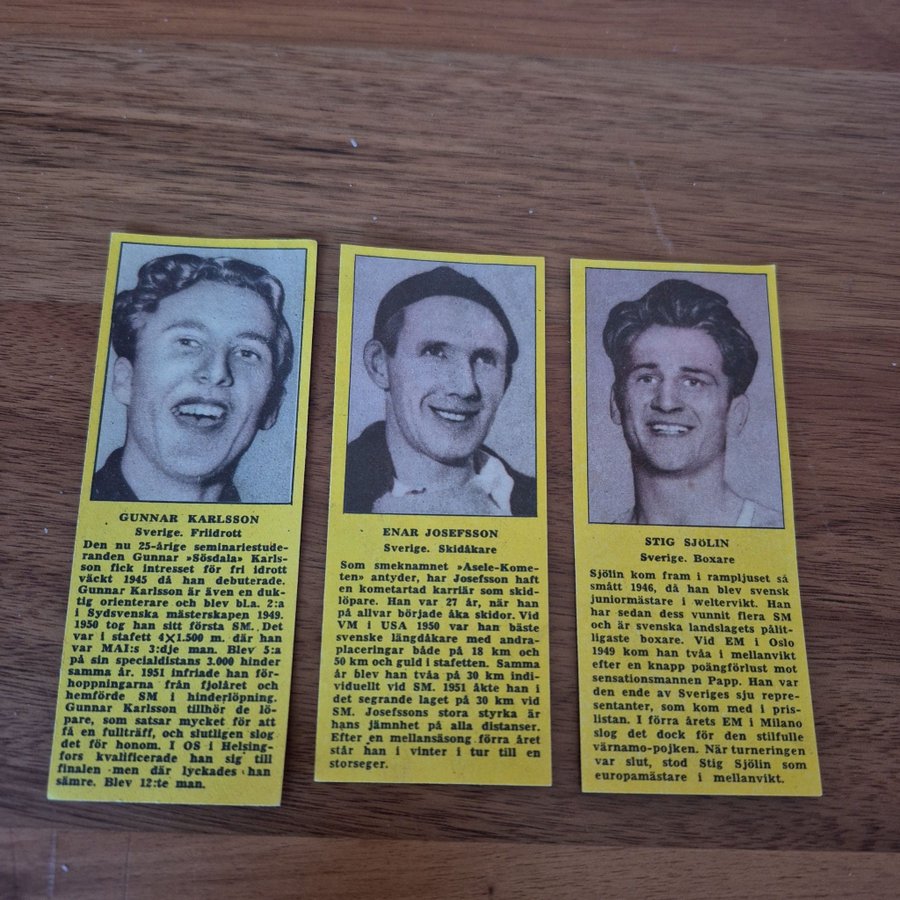 GUNNAR KARLSSON
Sverige. Friidrott
Den nu 25-årige seminariestude-
randen Gunnar »Sösdala» Karls-
son fick intresset för fri idrott
väckt 1945 då han debuterade.
Gunnar Karlsson är även en duk-
tig orienterare och blev bl.a. 2:a
i Sydsvenska mästerskapen 1949.
1950 tog han sitt första SM. Det
var i stafett 4×1.500 m. där han
var MAI:s 3:dje man. Blev 5:a
på sin specialdistans 3.000 hinder
samma år. 1951 infriade han för-
hoppningarna från fjolåret och
hemförde SM i hinderlöpning.
Gunnar Karlsson tillhör de lö-
pare, som satsar mycket för att
få en fullträff, och slutligen slog
det för honom. I OS i Helsing-
fors kvalificerade han sig till
finalen men där lyckades han
sämre. Blev 12:te man.
ENAR JOSEFSSON
Sverige. Skidåkare
Som smeknamnet »Asele-Kome-
ten» antyder, har Josefsson haft
en kometartad karriär som skid-
löpare. Han var 27 år, när han
på allvar började åka skidor. Vid
VM i USA 1950 var han bäste
svenske längdåkare med andra-
placeringar både på 18 km och
50 km och guld i stafetten. Samma
år blev han tvåa på 30 km indi-
viduellt vid SM. 1951 åkte han i
det segrande laget på 30 km vid
SM. Josefssons stora styrka är
hans jämnhet på alla distanser.
Efter en mellansäsong förra året
står han i vinter i tur till en
storseger.
STIG SJÖLIN
Sverige. Boxare
Sjölin kom fram i rampljuset så
smått 1946, då han blev svensk
juniormästare i weltervikt. Han
har sedan dess vunnit flera SM
och är svenska landslagets pålit-
ligaste boxare. Vid EM i Oslo
1949 kom han tvåa i mellanvikt
efter en knapp poängförlust mot
sensationsmannen Papp. Han var
den ende av Sveriges sju repre-
sentanter, som kom med i pris-
listan. I förra årets EM i Milano
slog det dock för den stilfulle
värnamo-pojken. När turneringen
var slut, stod Stig Sjölin som
europamästare i mellanvikt.